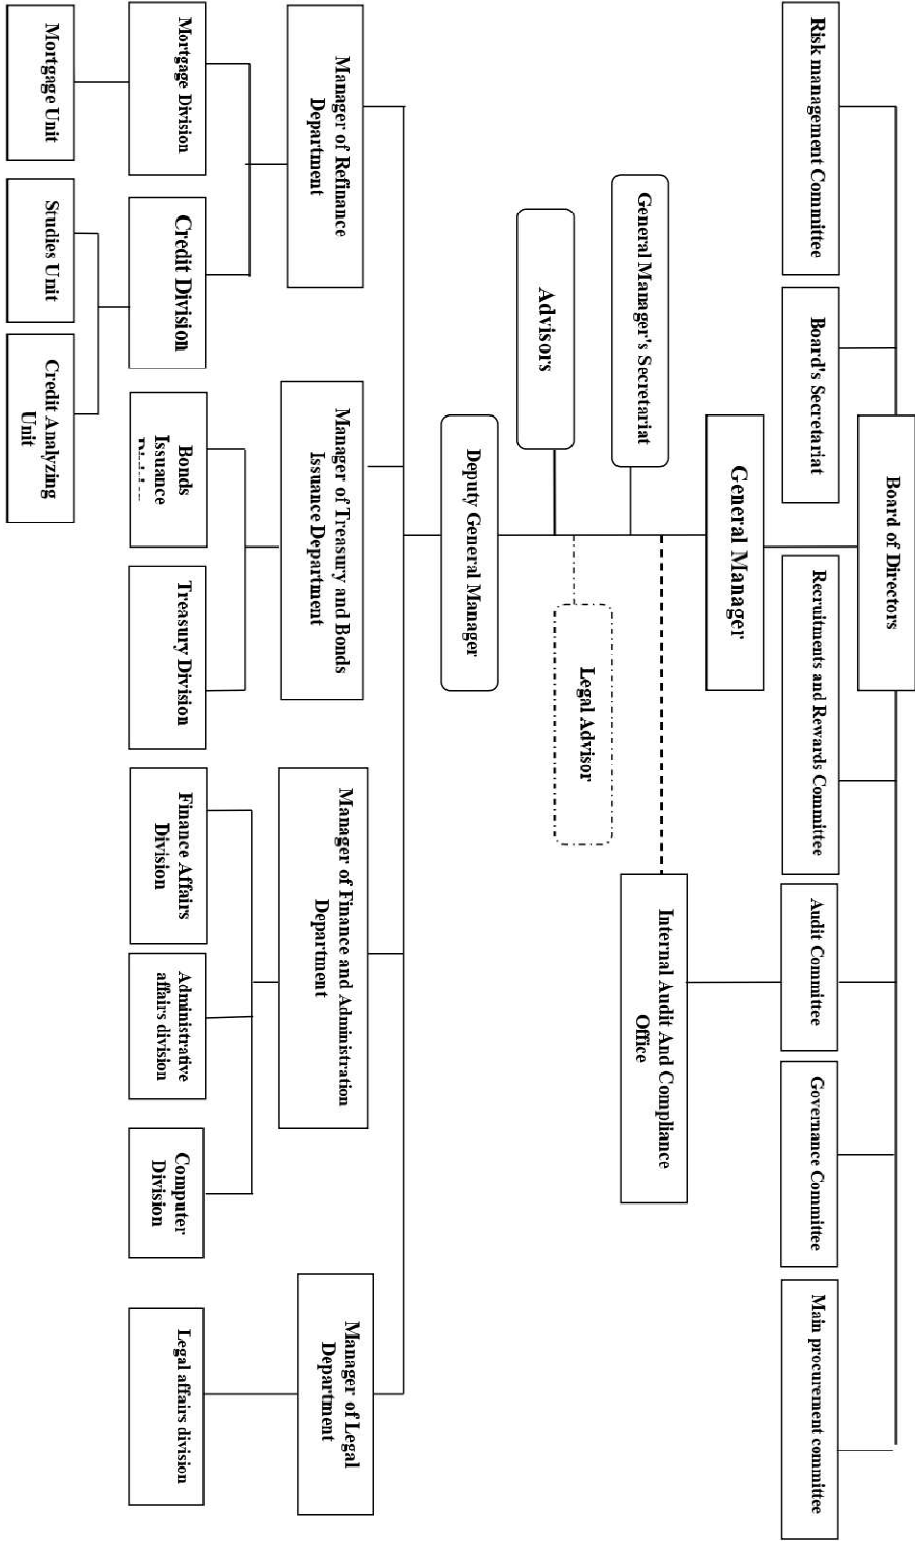 Board of Directors
Risk management Committee
Board's Secretariat
Recruitments and Rewards Committee
Audit Committee
Governance Committee
Main procurement committee
General Manager
General Manager's Secretariat
Internal Audit And Compliance
Office
Advisors
Legal Advisor
Deputy General Manager
Manager of Refinance
Department
Manager of Treasury and Bonds
Issuance Department
Manager of Finance and Administration
Department
Manager of Legal
Department
Mortgage Division
Credit Division
Bonds
Issuance
Treasury Division
Finance Affairs
Division
Administrative
affairs division
Computer
Division
Legal affairs division
Mortgage Unit
Studies Unit
Credit Analyzing
Unit